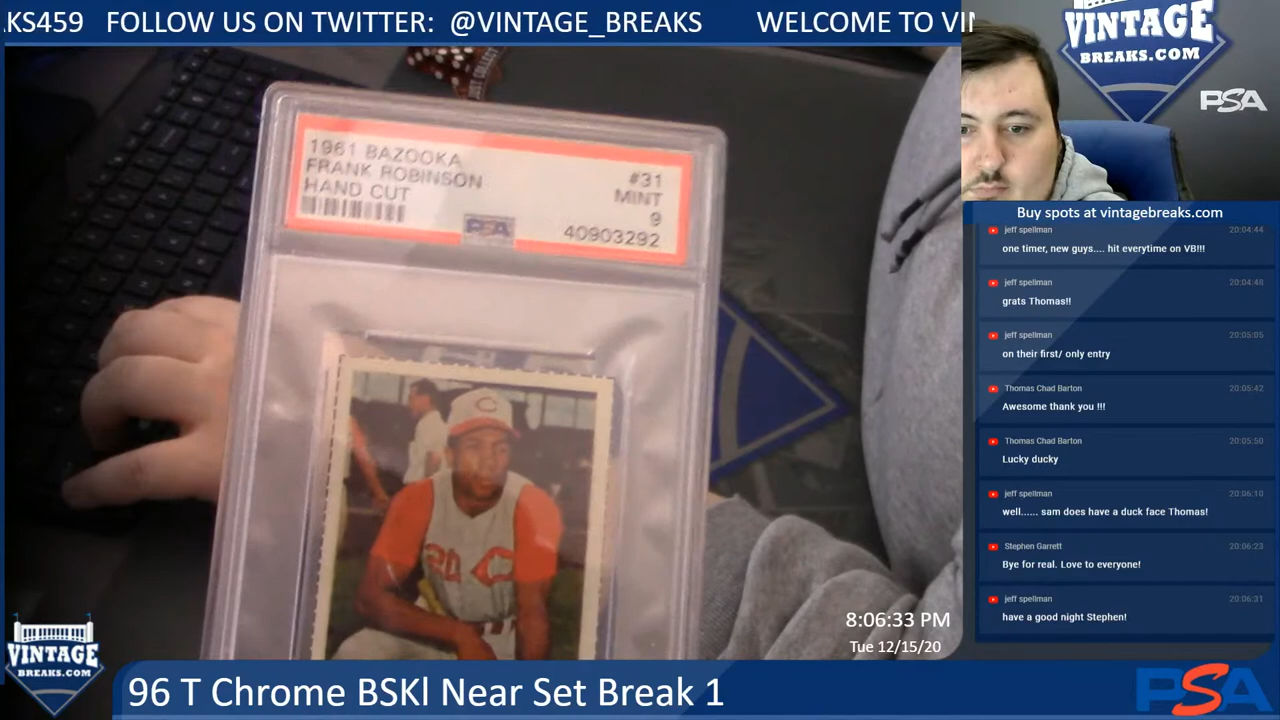 KS459 FOLLOW US ON TWITTER: @VINTAGE_BREAKS WELCOME TO VI
VINTAGE
BREAKS.COM
PSA
1961 BAZOOKA
FRANK ROBINSON
HAND CUT
#31
MINT
9
PSA
40903292
C
20 C
Buy spots at vintagebreaks.com
jeff spellman 20:04:44
one timer, new guys.... hit everytime on VB!!!
jeff spellman 20:04:48
grats Thomas!!
jeff spellman 20:05:05
on their first/ only entry
Thomas Chad Barton 20:05:42
Awesome thank you !!!
Thomas Chad Barton 20:05:50
Lucky ducky
jeff spellman 20:06:10
well...... sam does have a duck face Thomas!
Stephen Garrett 20:06:23
Bye for real. Love to everyone!
jeff spellman 20:06:31
have a good night Stephen!
8:06:33 PM
Tue 12/15/20
VINTAGE
BREAKS.COM
96 T Chrome BSKl Near Set Break 1
PSA